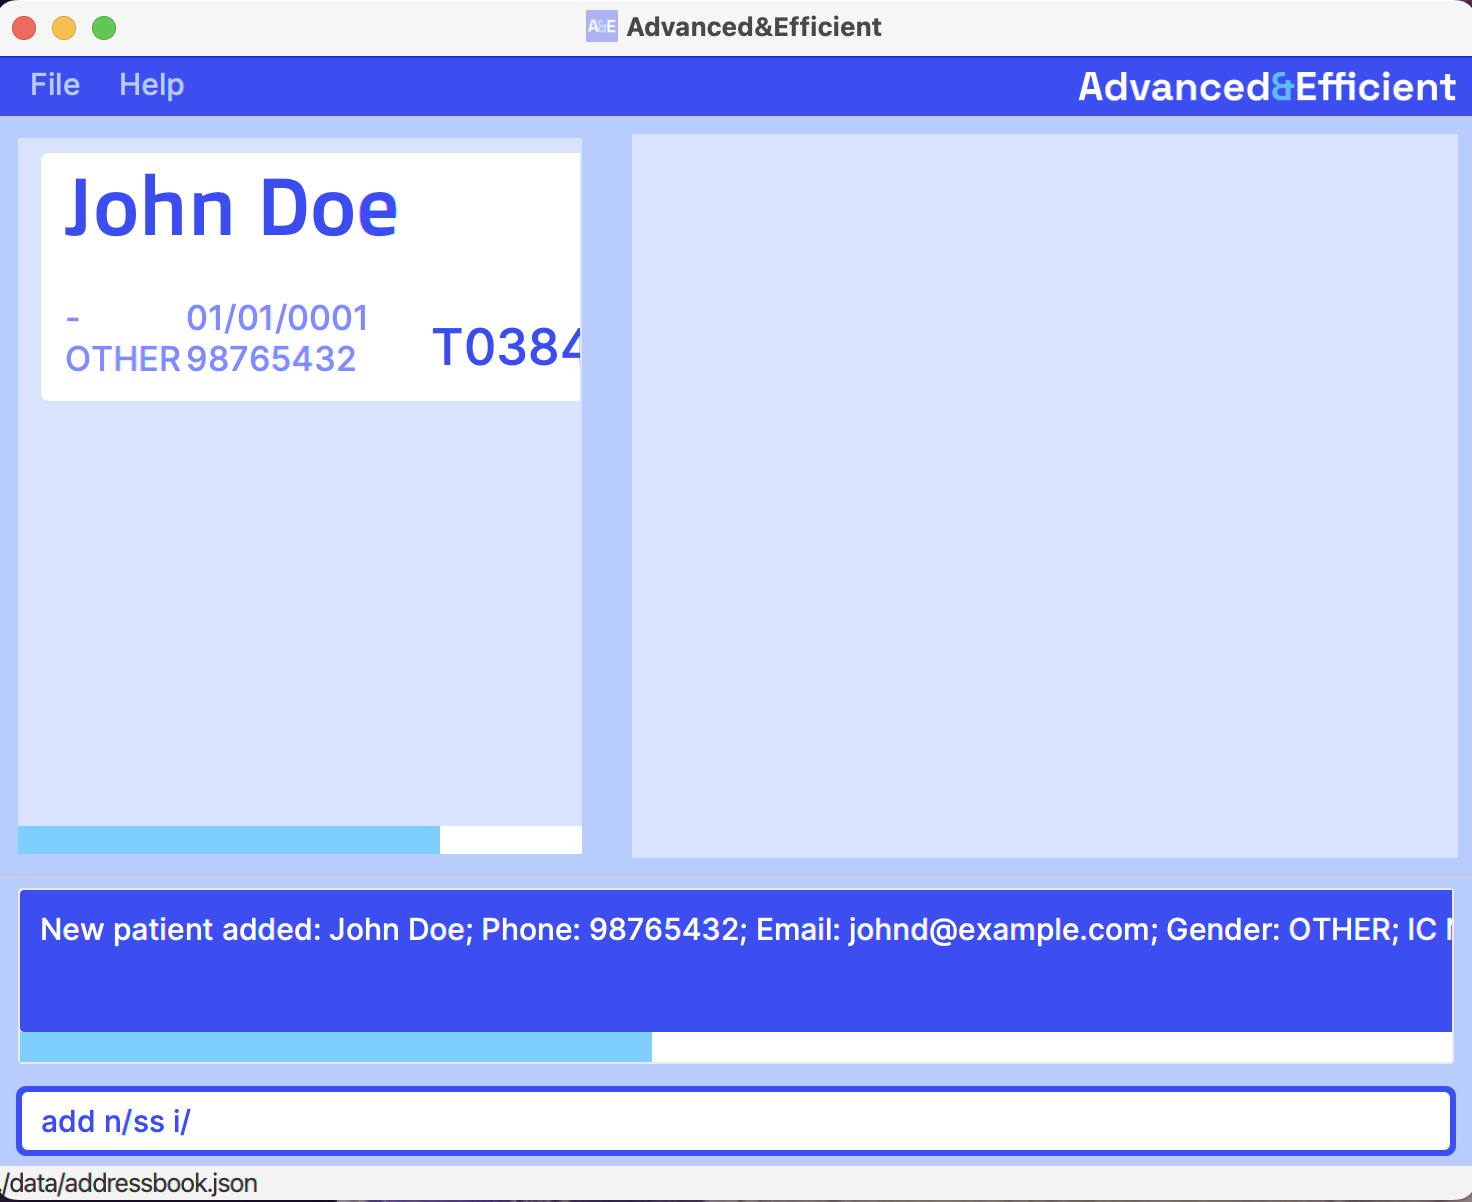 A&E Advanced&Efficient
File Help Advanced&Efficient
John Doe
- 01/01/0001
OTHER 98765432 T0384
New patient added: John Doe; Phone: 98765432; Email: johnd@example.com; Gender: OTHER; IC
add n/ss i/
./data/addressbook.json